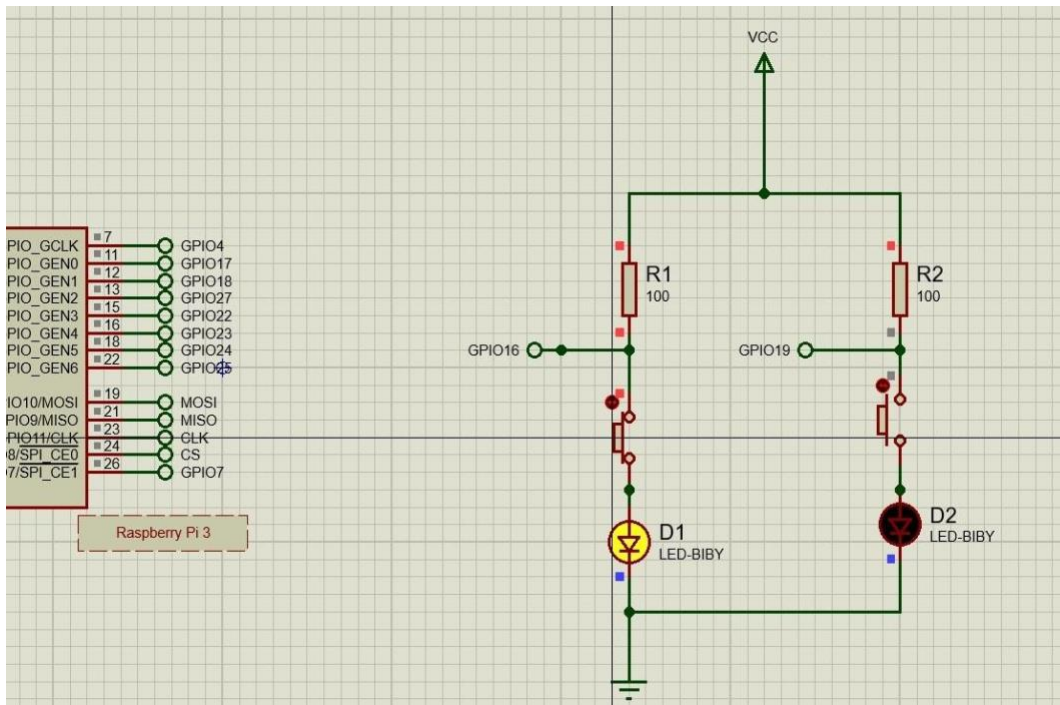 VCC
PIO_GCLK 7 GPIO4
PIO_GEN0 11 GPIO17
PIO_GEN1 12 GPIO18
PIO_GEN2 13 GPIO27
PIO_GEN3 15 GPIO22
PIO_GEN4 16 GPIO23
PIO_GEN5 18 GPIO24
PIO_GEN6 22 GPIO25
IO10/MOSI 19 MOSI
PIO9/MISO 21 MISO
PIO11/CLK 23 CLK
8/SPI_CE0 24 CS
7/SPI_CE1 26 GPIO7
Raspberry Pi 3
R1
100
R2
100
GPIO16
GPIO19
D1
LED-BIBY
D2
LED-BIBY